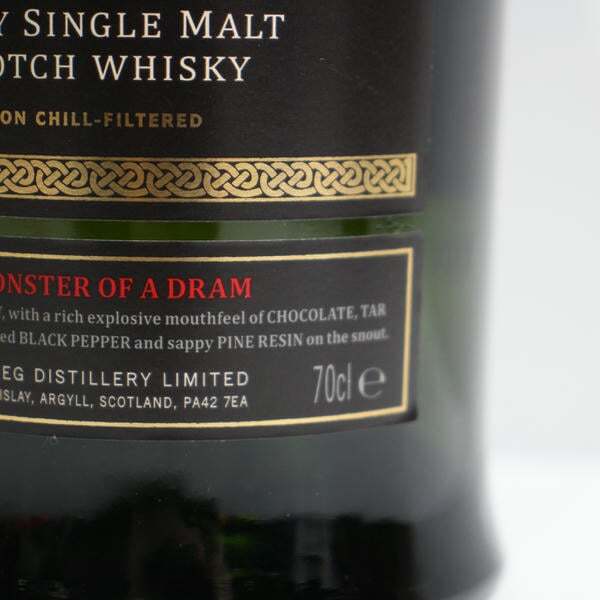 Y SINGLE MALT
OTCH WHISKY
ON CHILL-FILTERED
ONSTER OF A DRAM
, with a rich explosive mouthfeel of CHOCOLATE, TAR
ed BLACK PEPPER and sappy PINE RESIN on the snout.
EG DISTILLERY LIMITED
ISLAY, ARGYLL, SCOTLAND, PA42 7EA
70cl ℮